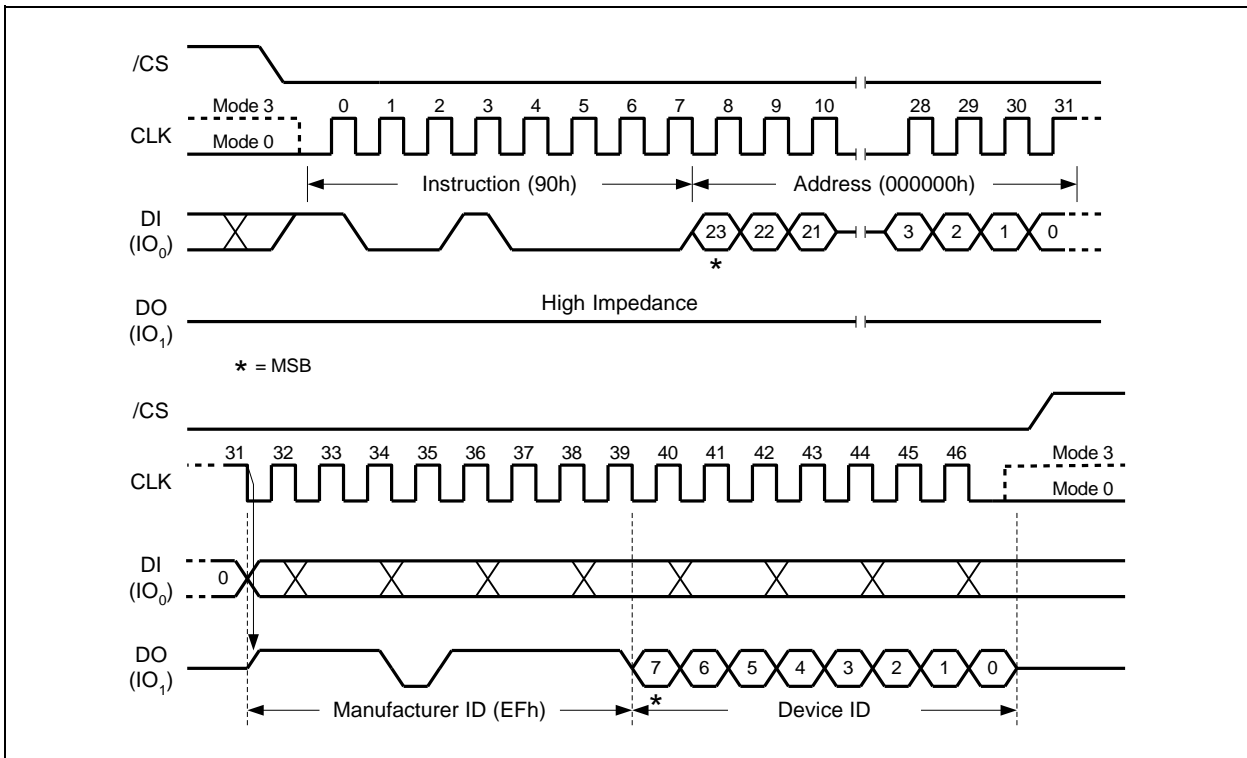 /CS
Mode 3 0 1 2 3 4 5 6 7 8 9 10 28 29 30 31
CLK
Mode 0
Instruction (90h) Address (000000h)
DI
(IO0) 23 22 21 3 2 1 0
*
High Impedance
DO
(IO1)
* = MSB
/CS
31 32 33 34 35 36 37 38 39 40 41 42 43 44 45 46 Mode 3
CLK
Mode 0
DI
(IO0) 0
DO
(IO1) 7 6 5 4 3 2 1 0
*
Manufacturer ID (EFh) Device ID